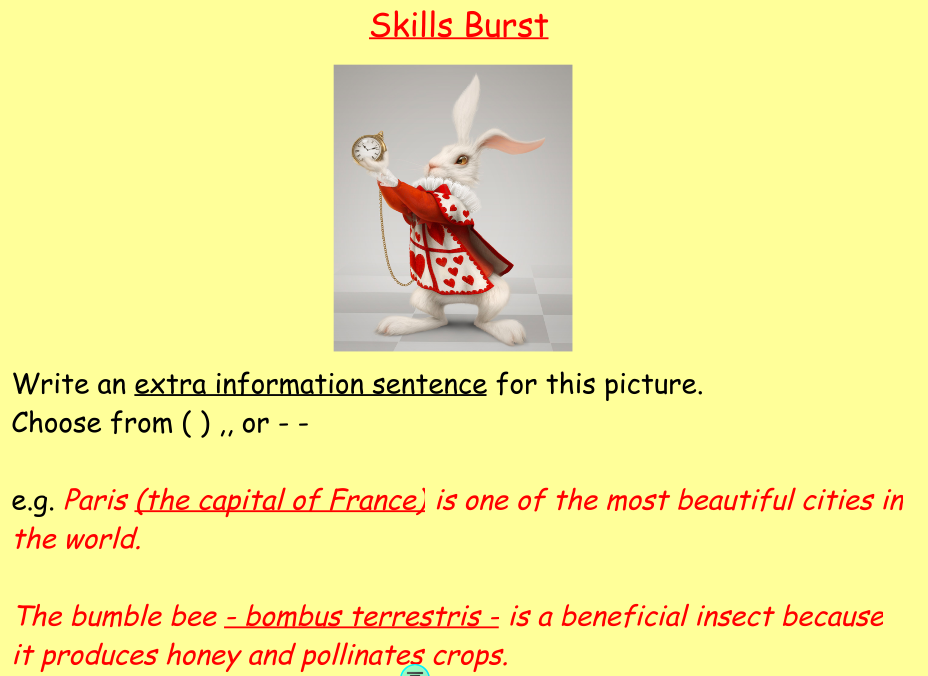 Skills Burst
Write an extra information sentence for this picture.
Choose from ( ) ,, or - -
e.g. Paris (the capital of France) is one of the most beautiful cities in
the world.
The bumble bee - bombus terrestris - is a beneficial insect because
it produces honey and pollinates crops.